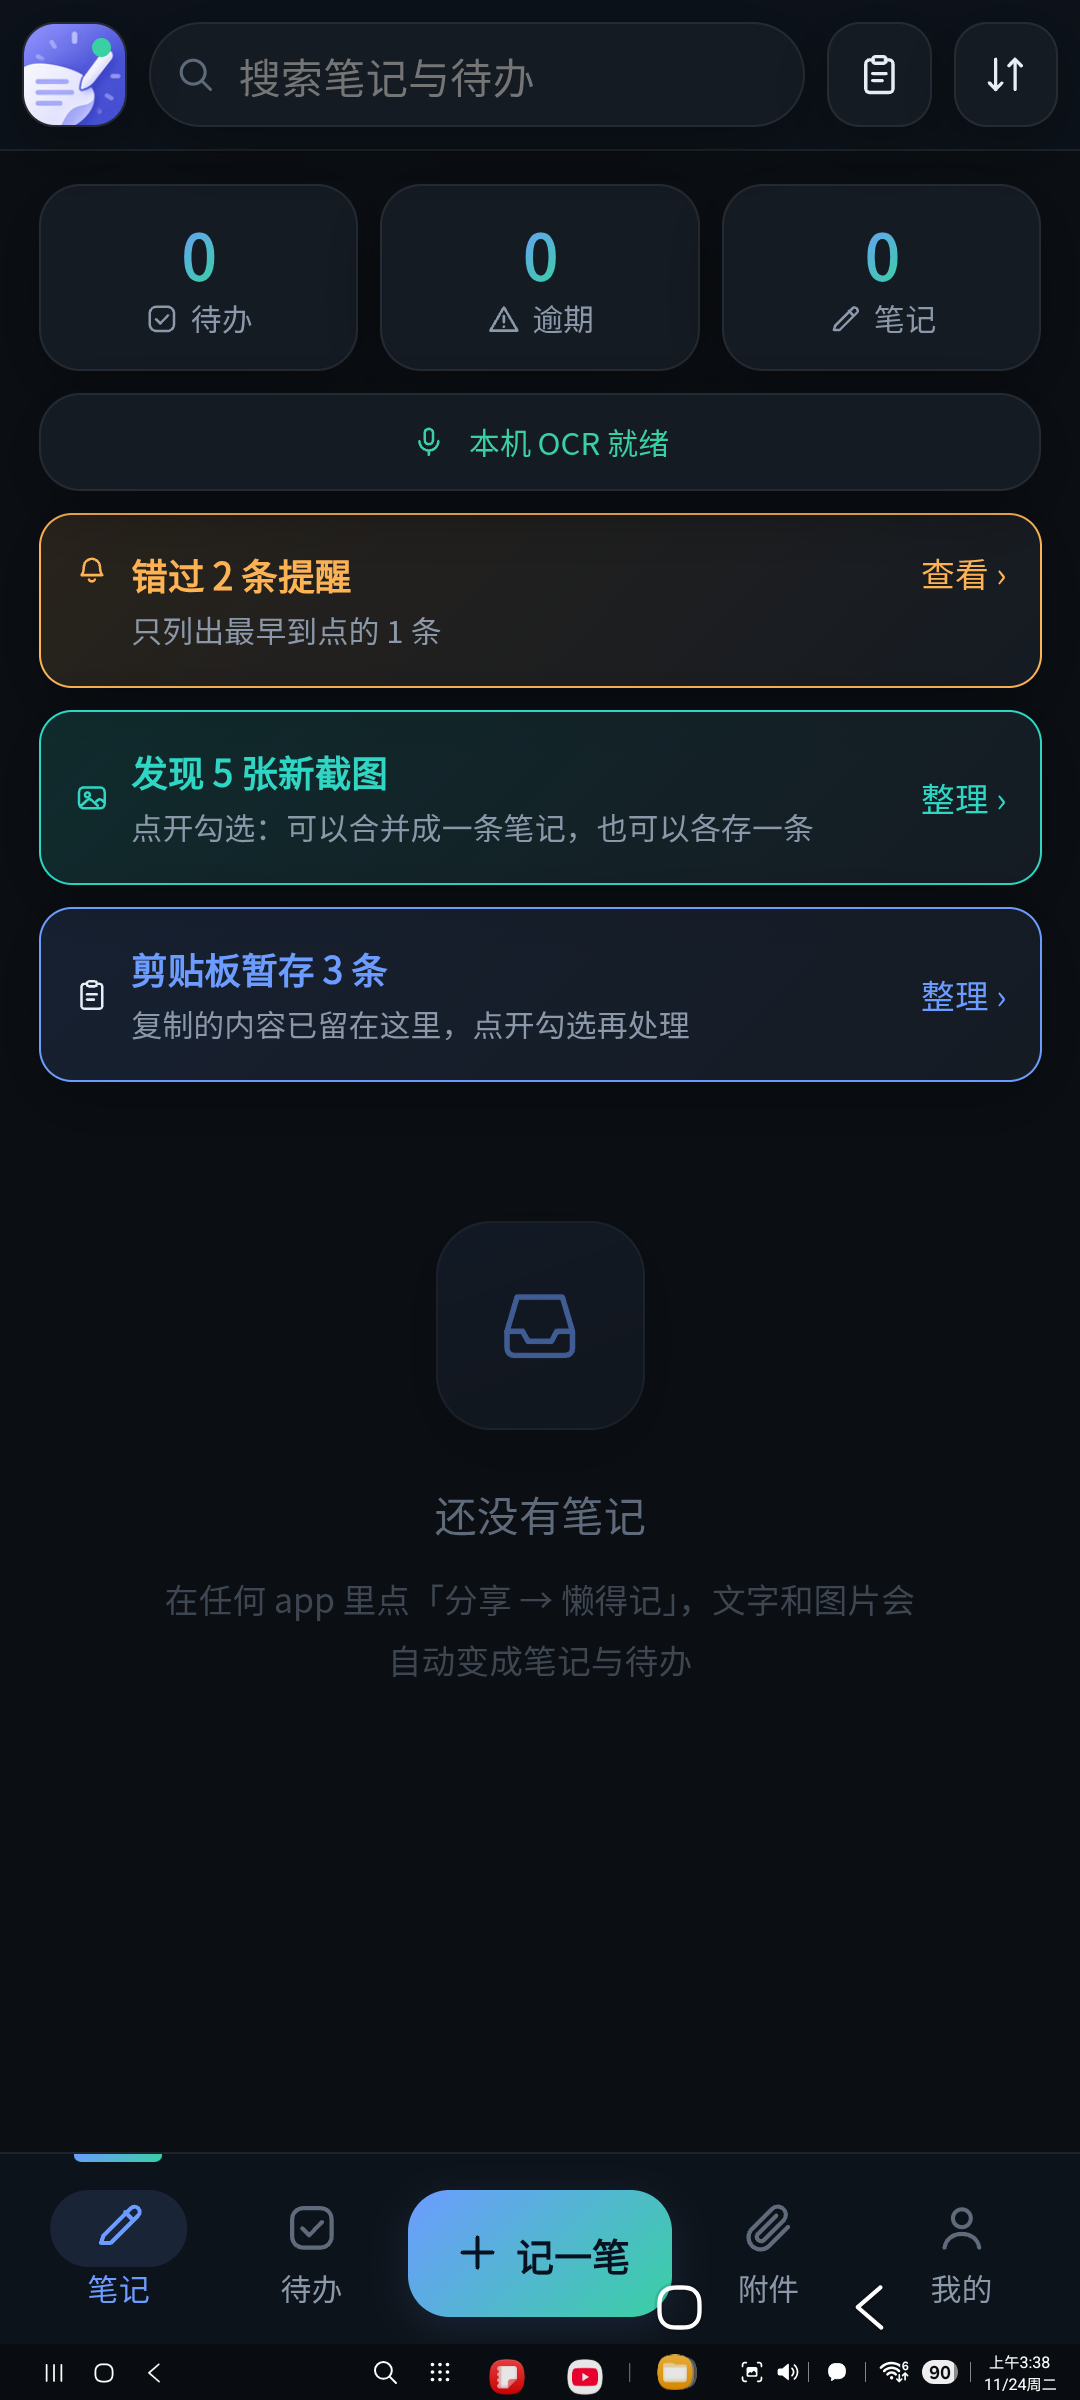 搜索笔记与待办
0
待办
0
逾期
0
笔记
本机 OCR 就绪
错过 2 条提醒
只列出最早到点的 1 条
查看 ›
发现 5 张新截图
点开勾选：可以合并成一条笔记，也可以各存一条
整理 ›
剪贴板暂存 3 条
复制的内容已留在这里，点开勾选再处理
整理 ›
还没有笔记
在任何 app 里点「分享 → 懒得记」，文字和图片会
自动变成笔记与待办
笔记
待办
记一笔
附件
我的
6
90
上午3:38
11/24周二